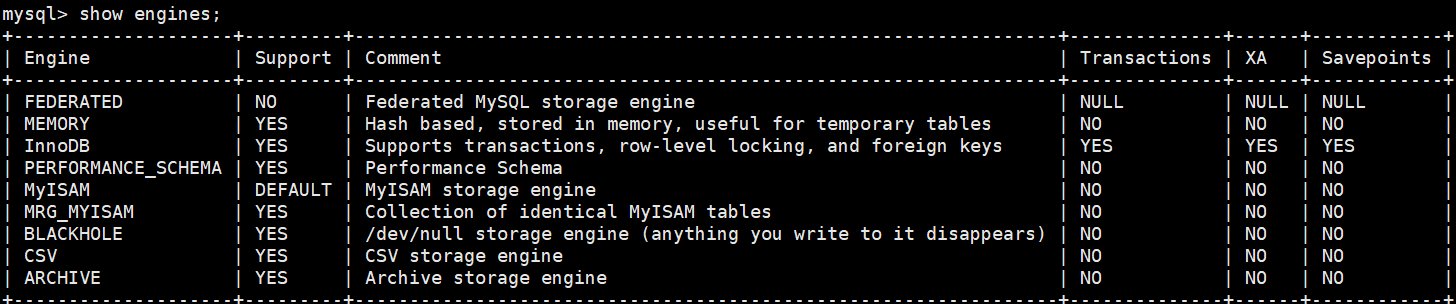 mysql> show engines;
+--------------------+---------+----------------------------------------------------------------+--------------+------+------------+
| Engine             | Support | Comment                                                        | Transactions | XA   | Savepoints |
+--------------------+---------+----------------------------------------------------------------+--------------+------+------------+
| FEDERATED          | NO      | Federated MySQL storage engine                                 | NULL         | NULL | NULL       |
| MEMORY             | YES     | Hash based, stored in memory, useful for temporary tables      | NO           | NO   | NO         |
| InnoDB             | YES     | Supports transactions, row-level locking, and foreign keys     | YES          | YES  | YES        |
| PERFORMANCE_SCHEMA | YES     | Performance Schema                                             | NO           | NO   | NO         |
| MyISAM             | DEFAULT | MyISAM storage engine                                          | NO           | NO   | NO         |
| MRG_MYISAM         | YES     | Collection of identical MyISAM tables                          | NO           | NO   | NO         |
| BLACKHOLE          | YES     | /dev/null storage engine (anything you write to it disappears) | NO           | NO   | NO         |
| CSV                | YES     | CSV storage engine                                             | NO           | NO   | NO         |
| ARCHIVE            | YES     | Archive storage engine                                         | NO           | NO   | NO         |
+--------------------+---------+----------------------------------------------------------------+--------------+------+------------+